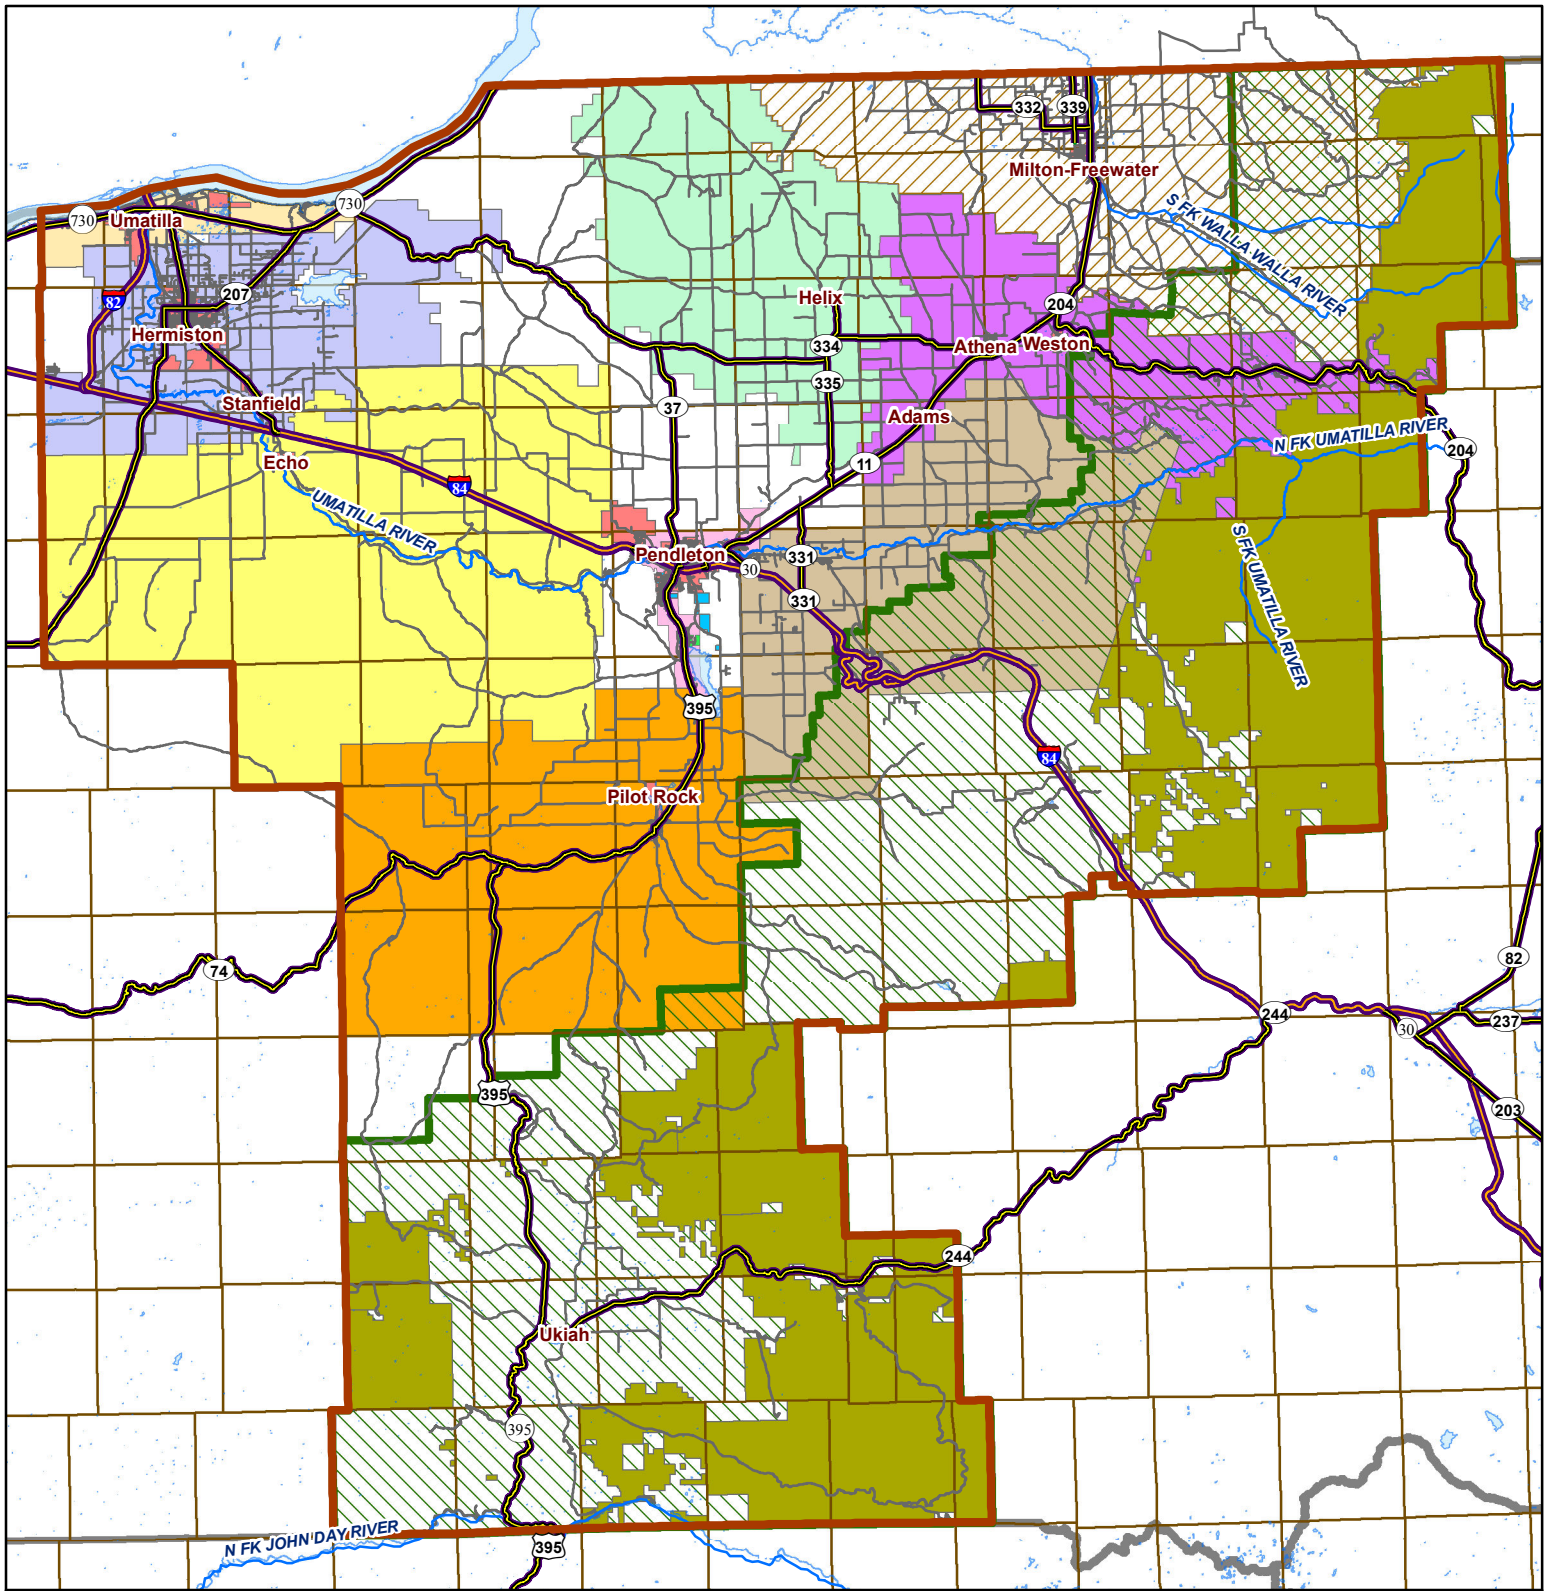 332
339
Milton-Freewater
730
730
Umatilla
S FK WALLA WALLA RIVER
82
207
Helix
204
Hermiston
334
Athena
Weston
335
Stanfield
37
Adams
N FK UMATILLA RIVER
204
Echo
11
84
UMATILLA RIVER
Pendleton
331
30
331
S FK UMATILLA RIVER
395
84
Pilot Rock
74
82
244
237
30
395
203
244
Ukiah
395
N FK JOHN DAY RIVER
395